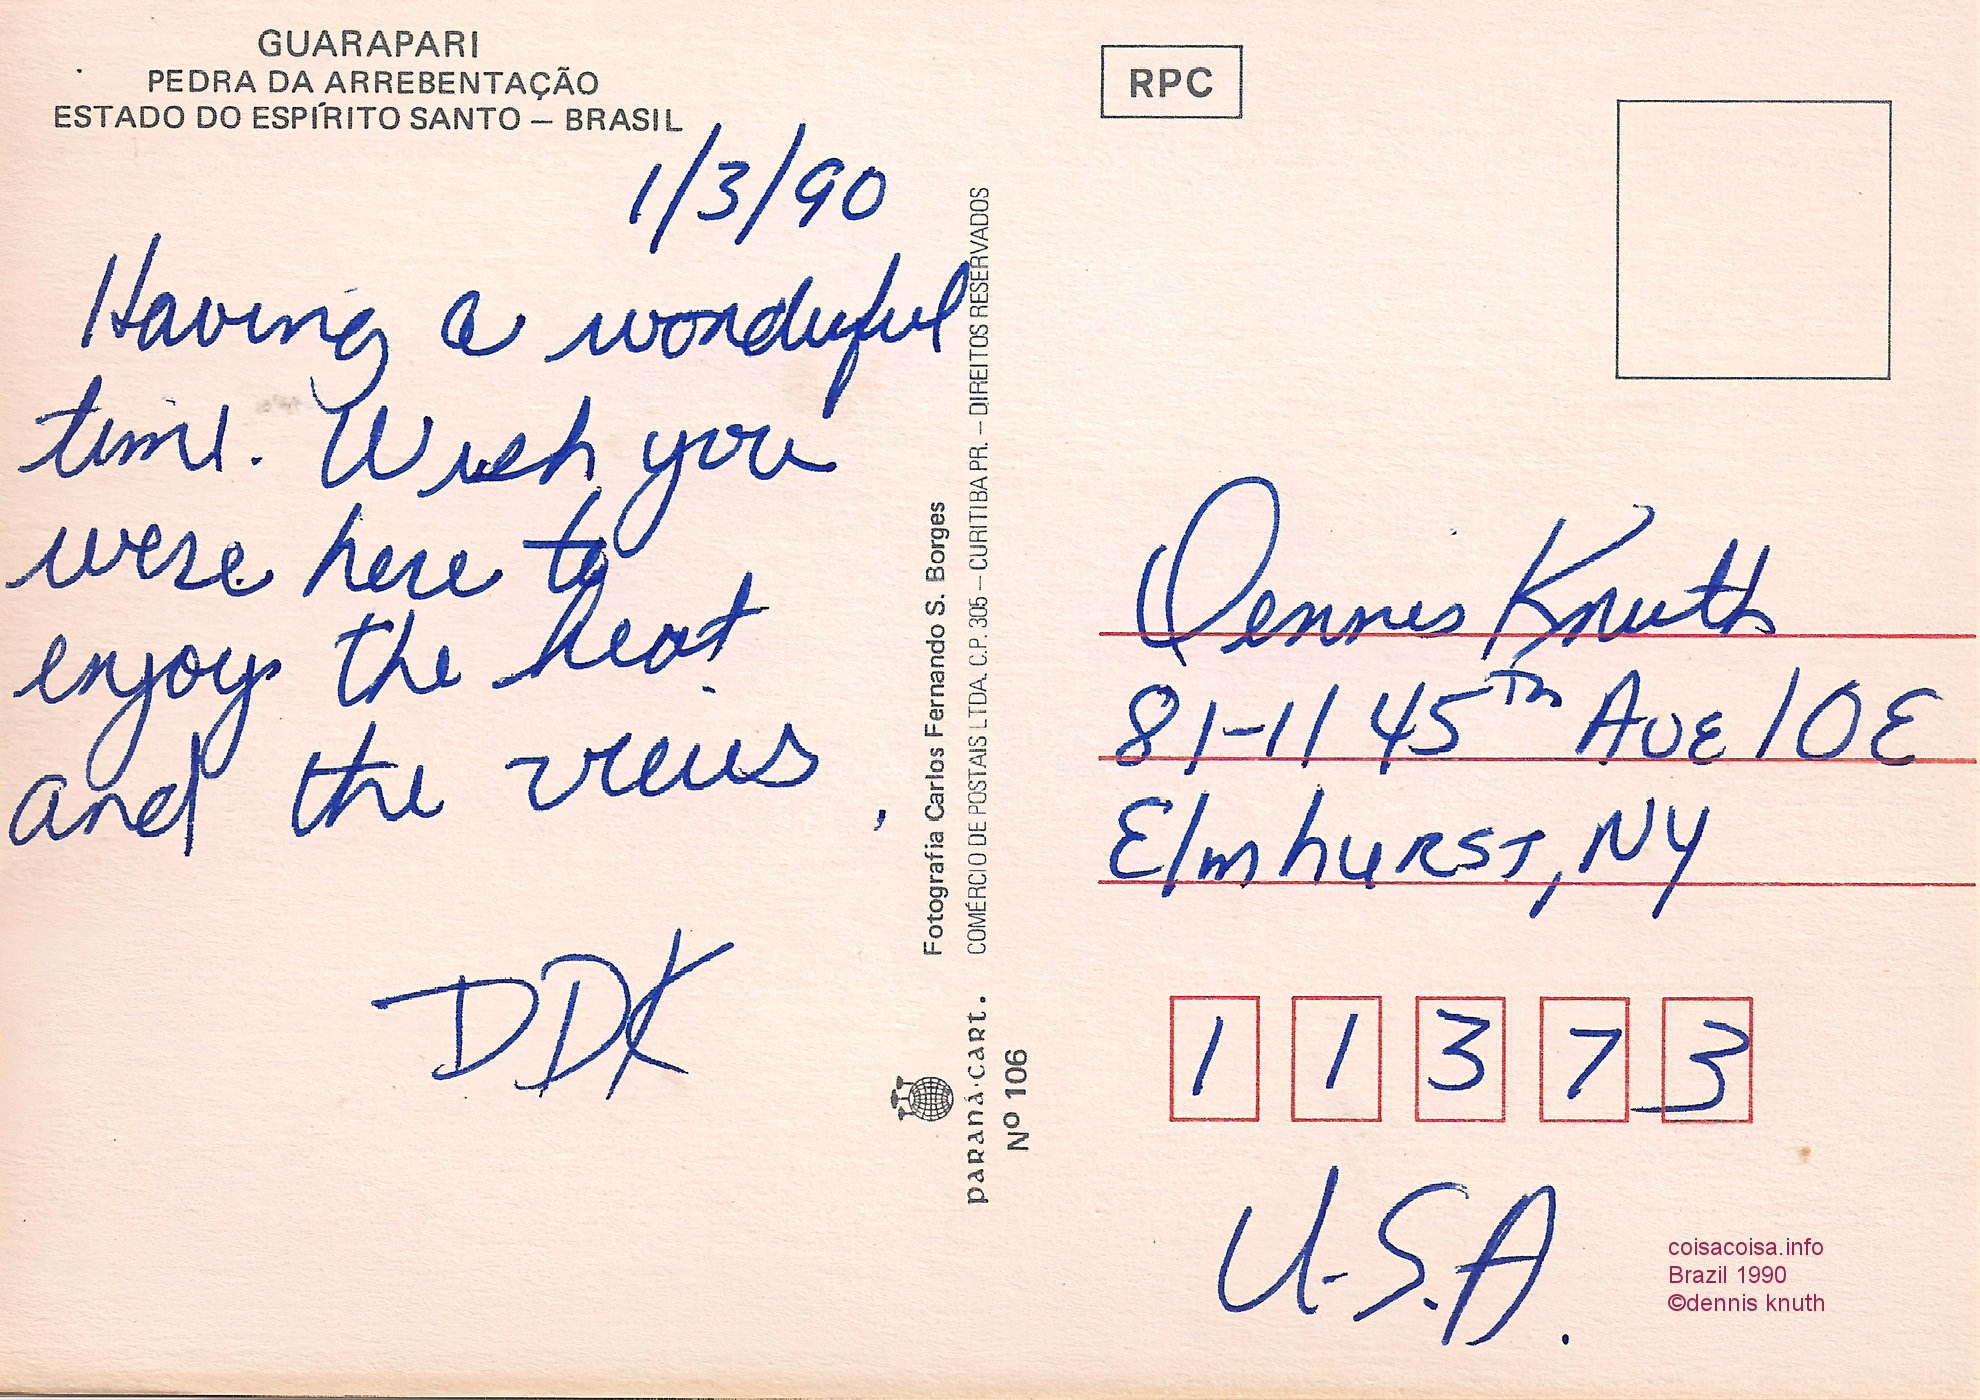 GUARAPARI
PEDRA DA ARREBENTAÇÃO
ESTADO DO ESPÍRITO SANTO – BRASIL
1/3/90
Having a wonderful
time. Wish you
were here to
enjoy the heat
and the views,
DDK
Fotografia Carlos Fernando S. Borges
COMÉRCIO DE POSTAIS LTDA. C.P. 305 – CURITIBA PR. – DIREITOS RESERVADOS
paraná-cart.
Nº 106
RPC
Dennis Knuth
81-11 45th Ave 10E
Elmhurst, NY
11373
U.S.A.
coisacoisa.info
Brazil 1990
©dennis knuth